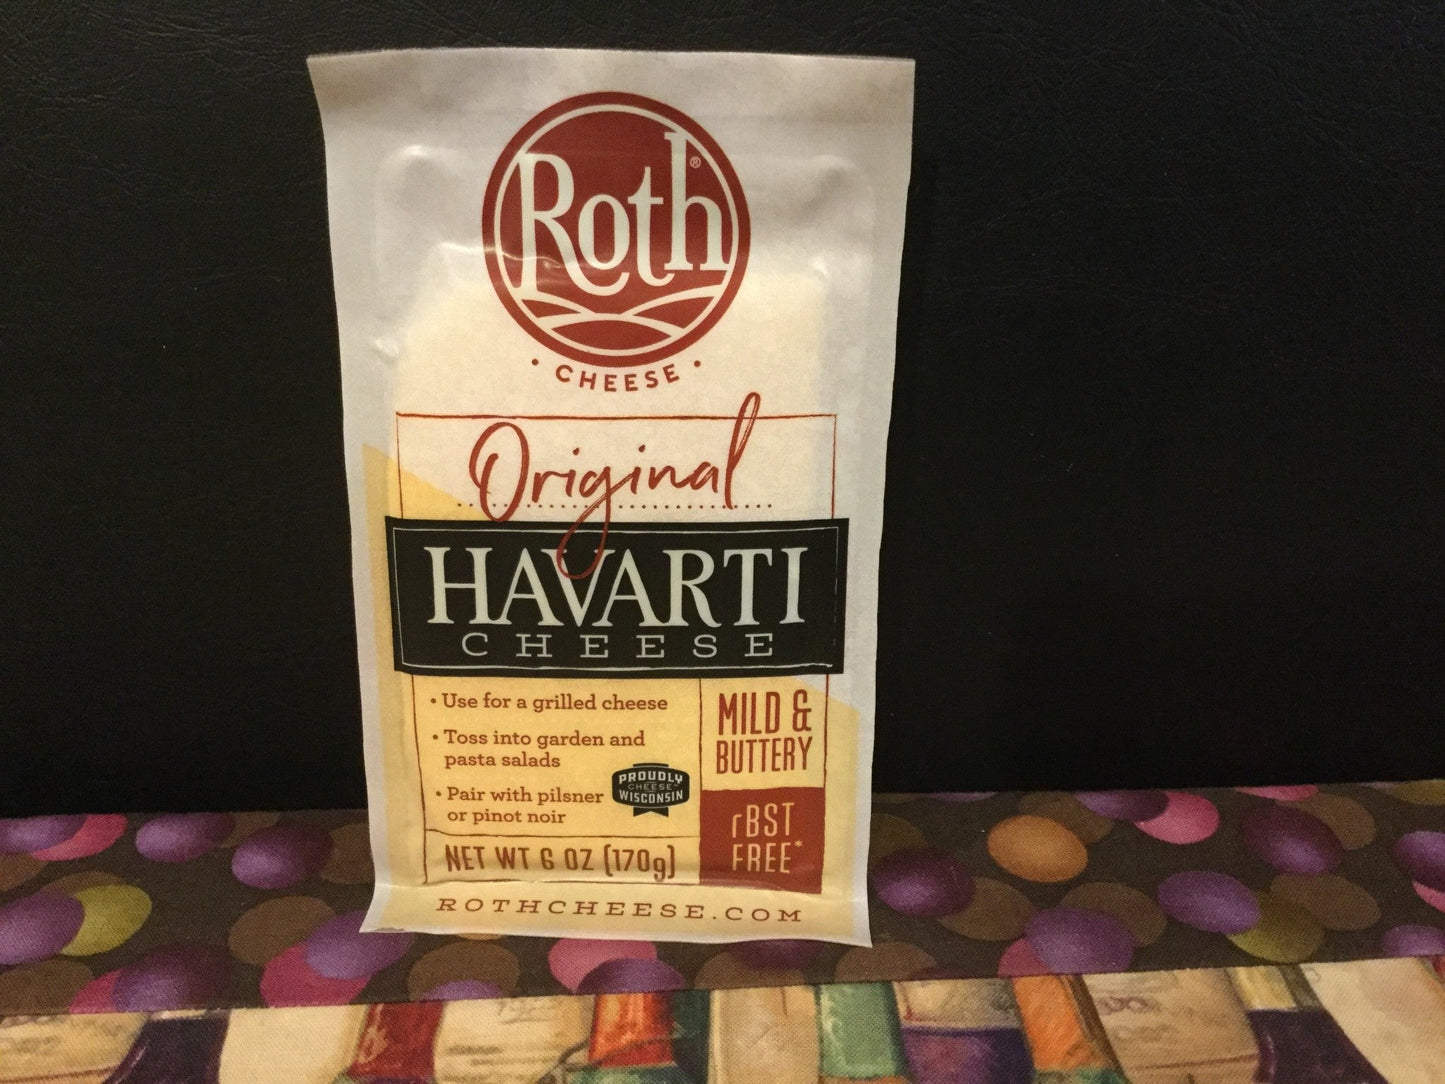 Roth®
• CHEESE •
Original
HAVARTI
CHEESE
• Use for a grilled cheese
• Toss into garden and
pasta salads
• Pair with pilsner
or pinot noir
PROUDLY
CHEESE
WISCONSIN
MILD &
BUTTERY
rBST
FREE*
NET WT 6 OZ (170g)
ROTHCHEESE.COM